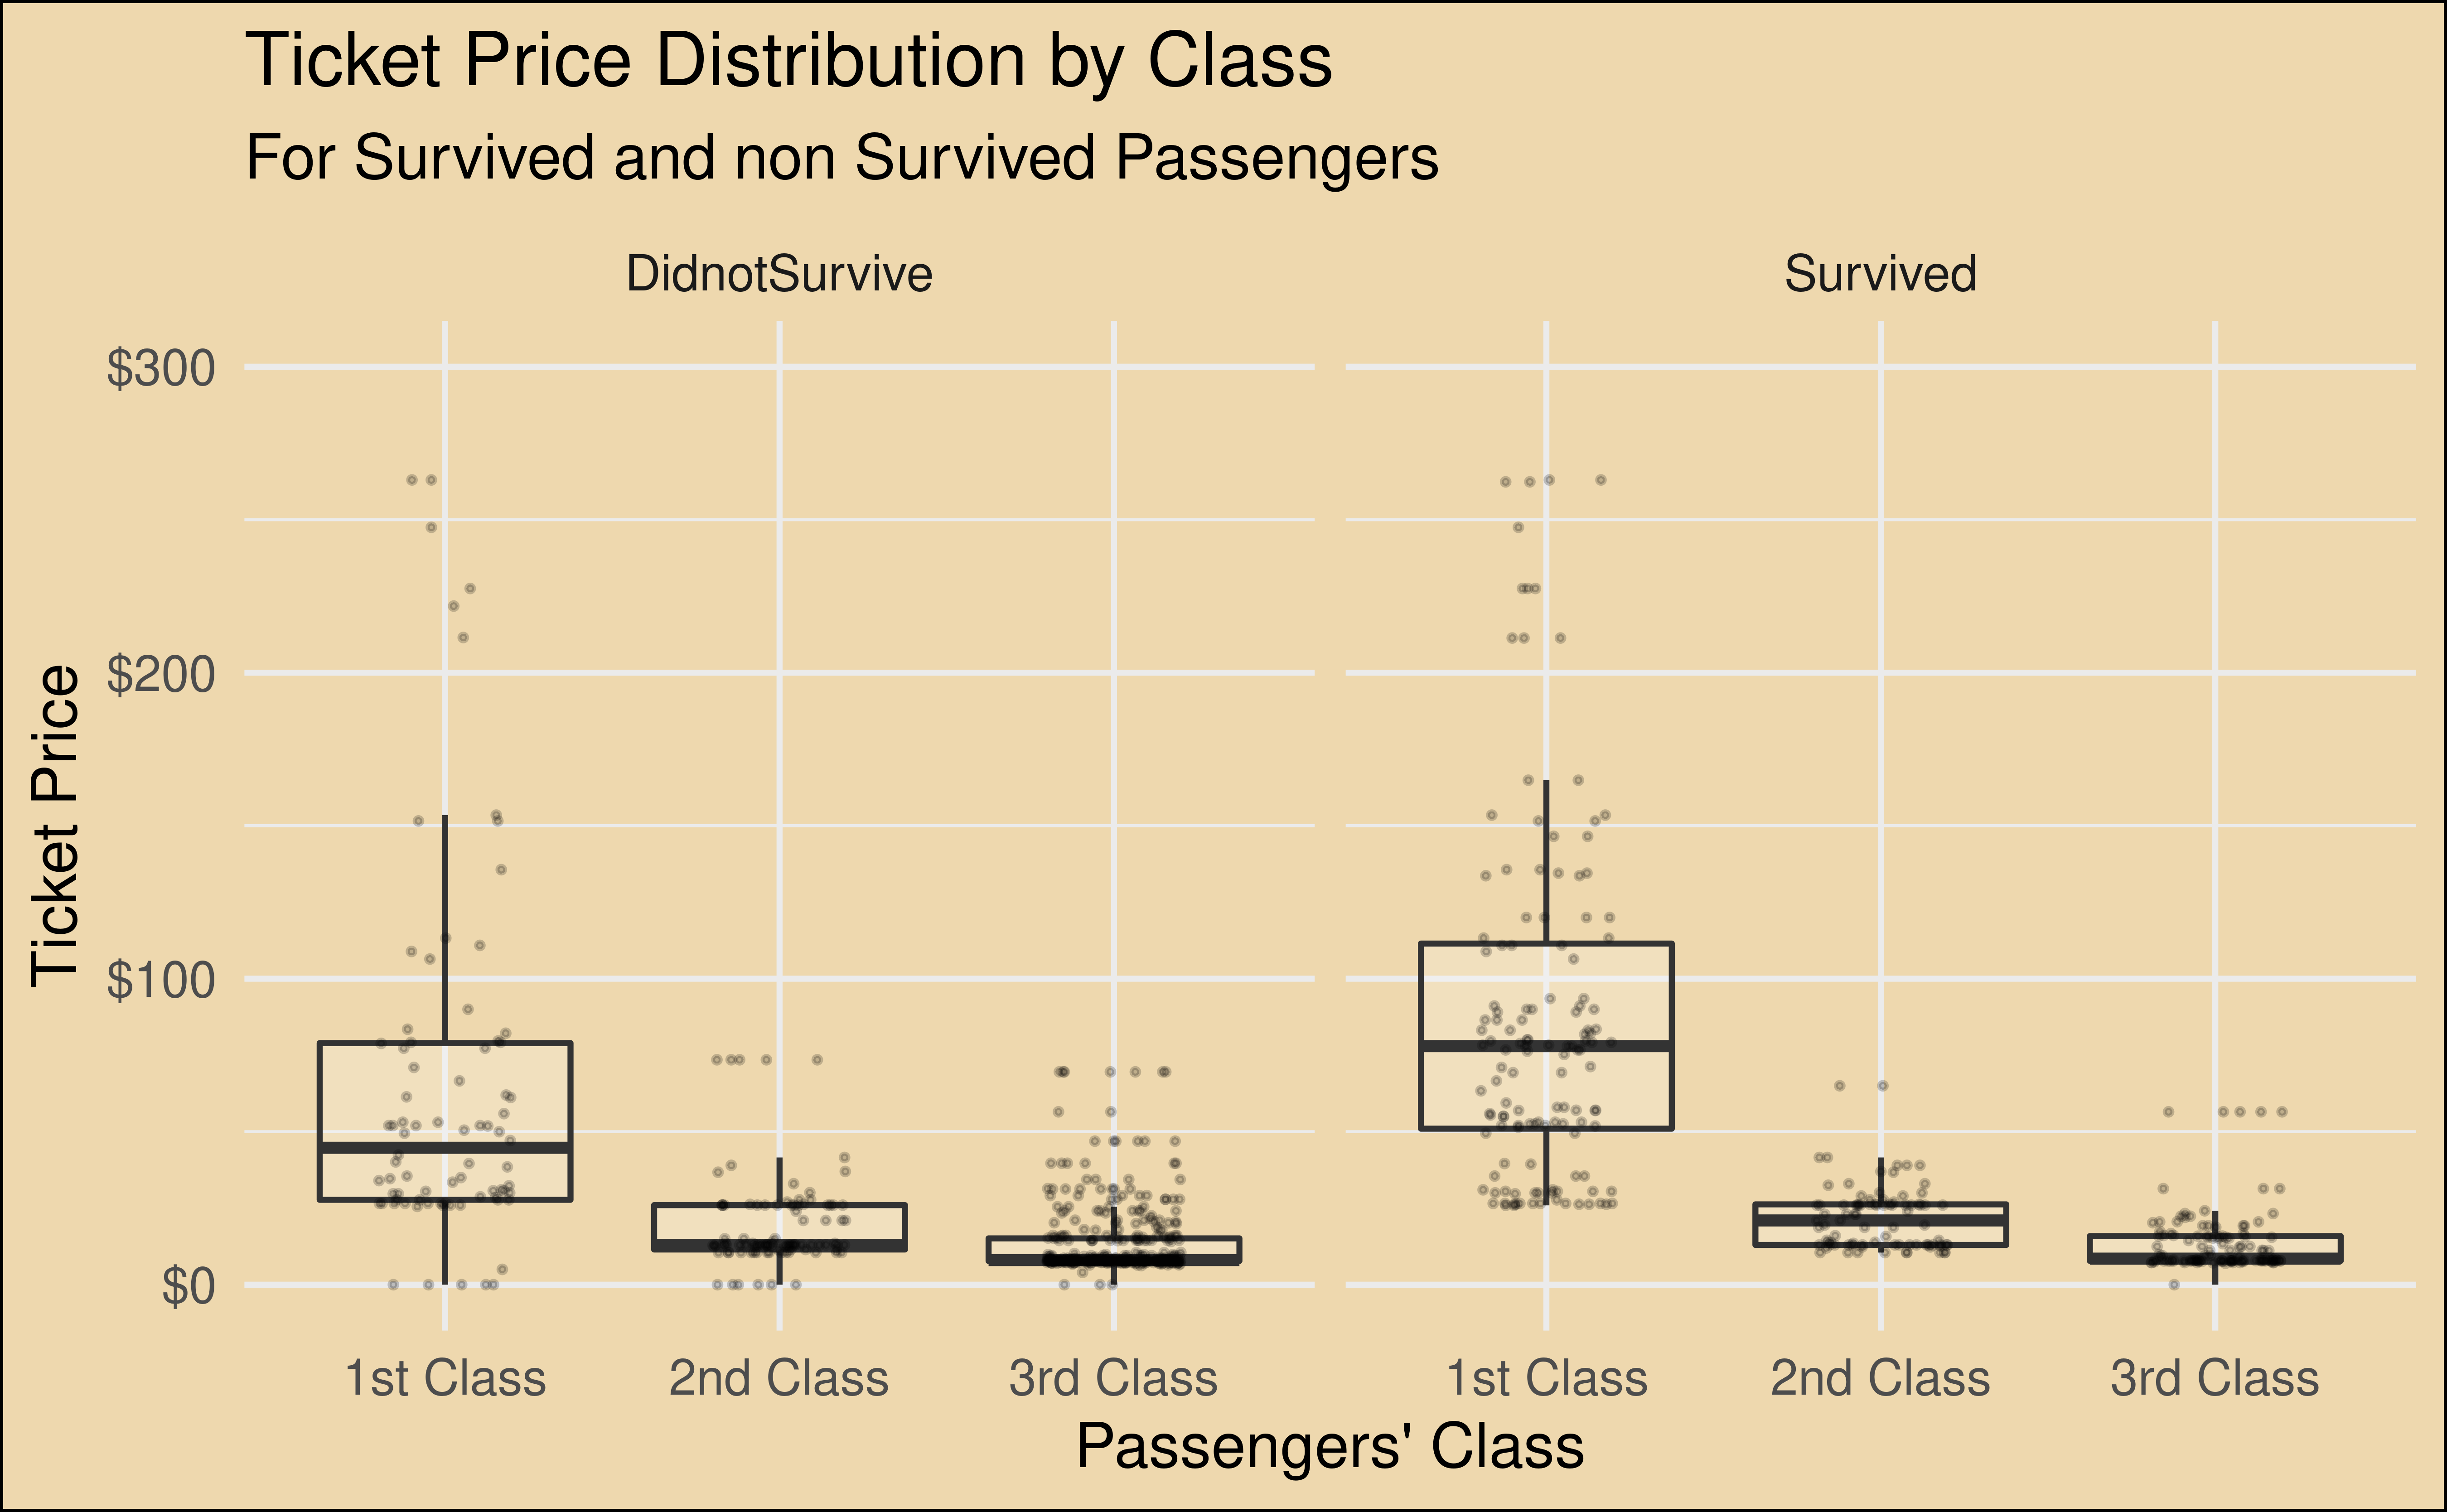 Ticket Price Distribution by Class
For Survived and non Survived Passengers
DidnotSurvive
Survived
$300
$200
$100
$0
Ticket Price
1st Class
2nd Class
3rd Class
1st Class
2nd Class
3rd Class
Passengers' Class